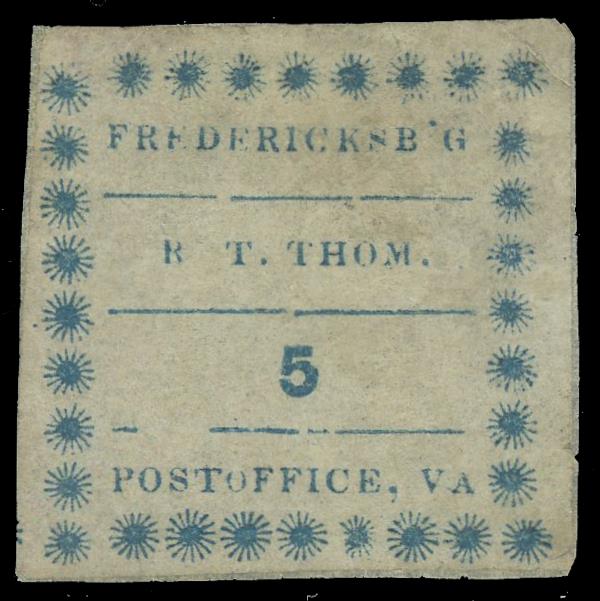 FREDERICKSB'G
R T. THOM.
5
POSTOFFICE, VA